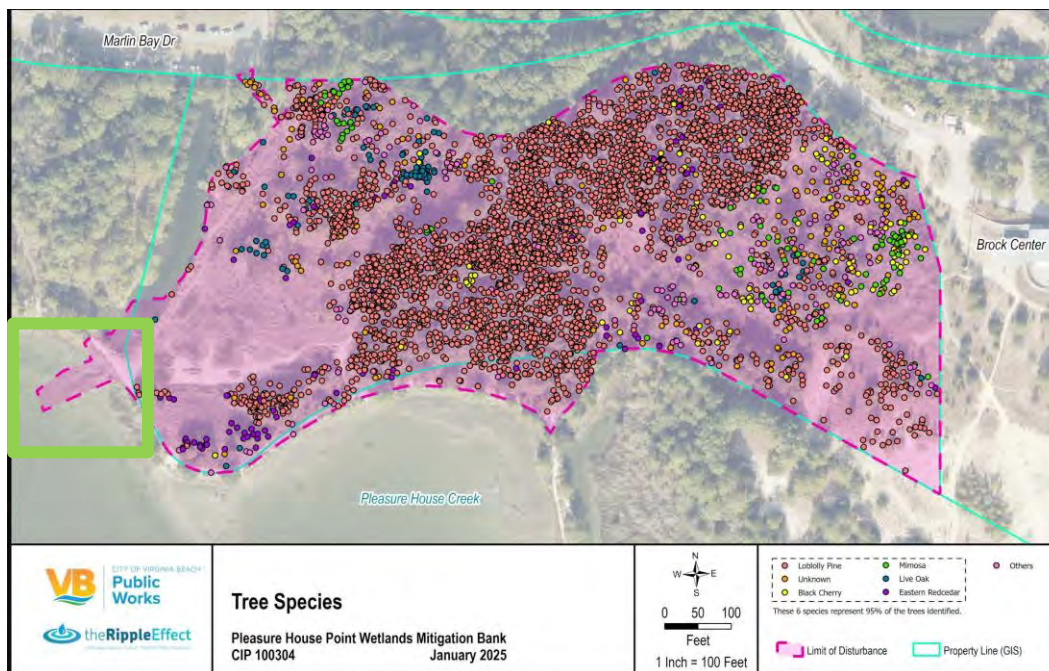 Marlin Bay Dr
Brock Center
Pleasure House Creek
VB
CITY OF VIRGINIA BEACH
Public
Works
theRippleEffect
Tree Species
Pleasure House Point Wetlands Mitigation Bank
CIP 100304 January 2025
N
W E
S
0 50 100
Feet
1 Inch = 100 Feet
Loblolly Pine Mimosa Others
Unknown Live Oak
Black Cherry Eastern Redcedar
These 6 species represent 95% of the trees identified.
Limit of Disturbance Property Line (GIS)